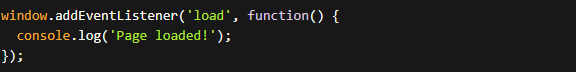 window.addEventListener('load', function() {
  console.log('Page loaded!');
});